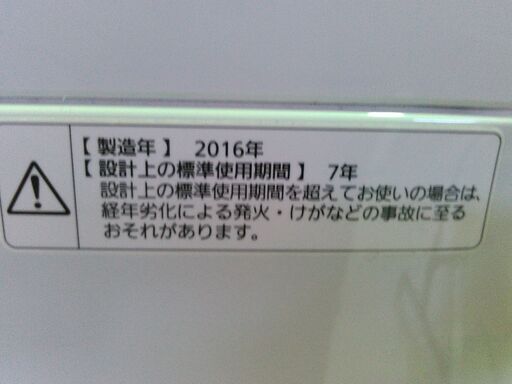 【 製造年 】 2016年
【 設計上の標準使用期間 】 7年
設計上の標準使用期間を超えてお使いの場合は、
経年劣化による発火・けがなどの事故に至る
おそれがあります。